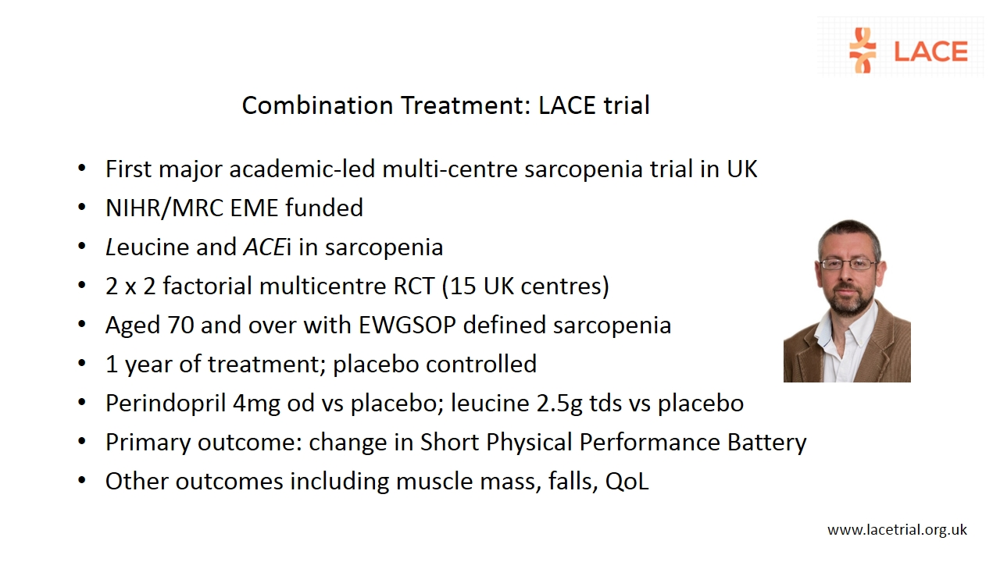 LACE
Combination Treatment: LACE trial
• First major academic-led multi-centre sarcopenia trial in UK
• NIHR/MRC EME funded
• Leucine and ACEi in sarcopenia
• 2 x 2 factorial multicentre RCT (15 UK centres)
• Aged 70 and over with EWGSOP defined sarcopenia
• 1 year of treatment; placebo controlled
• Perindopril 4mg od vs placebo; leucine 2.5g tds vs placebo
• Primary outcome: change in Short Physical Performance Battery
• Other outcomes including muscle mass, falls, QoL
www.lacetrial.org.uk